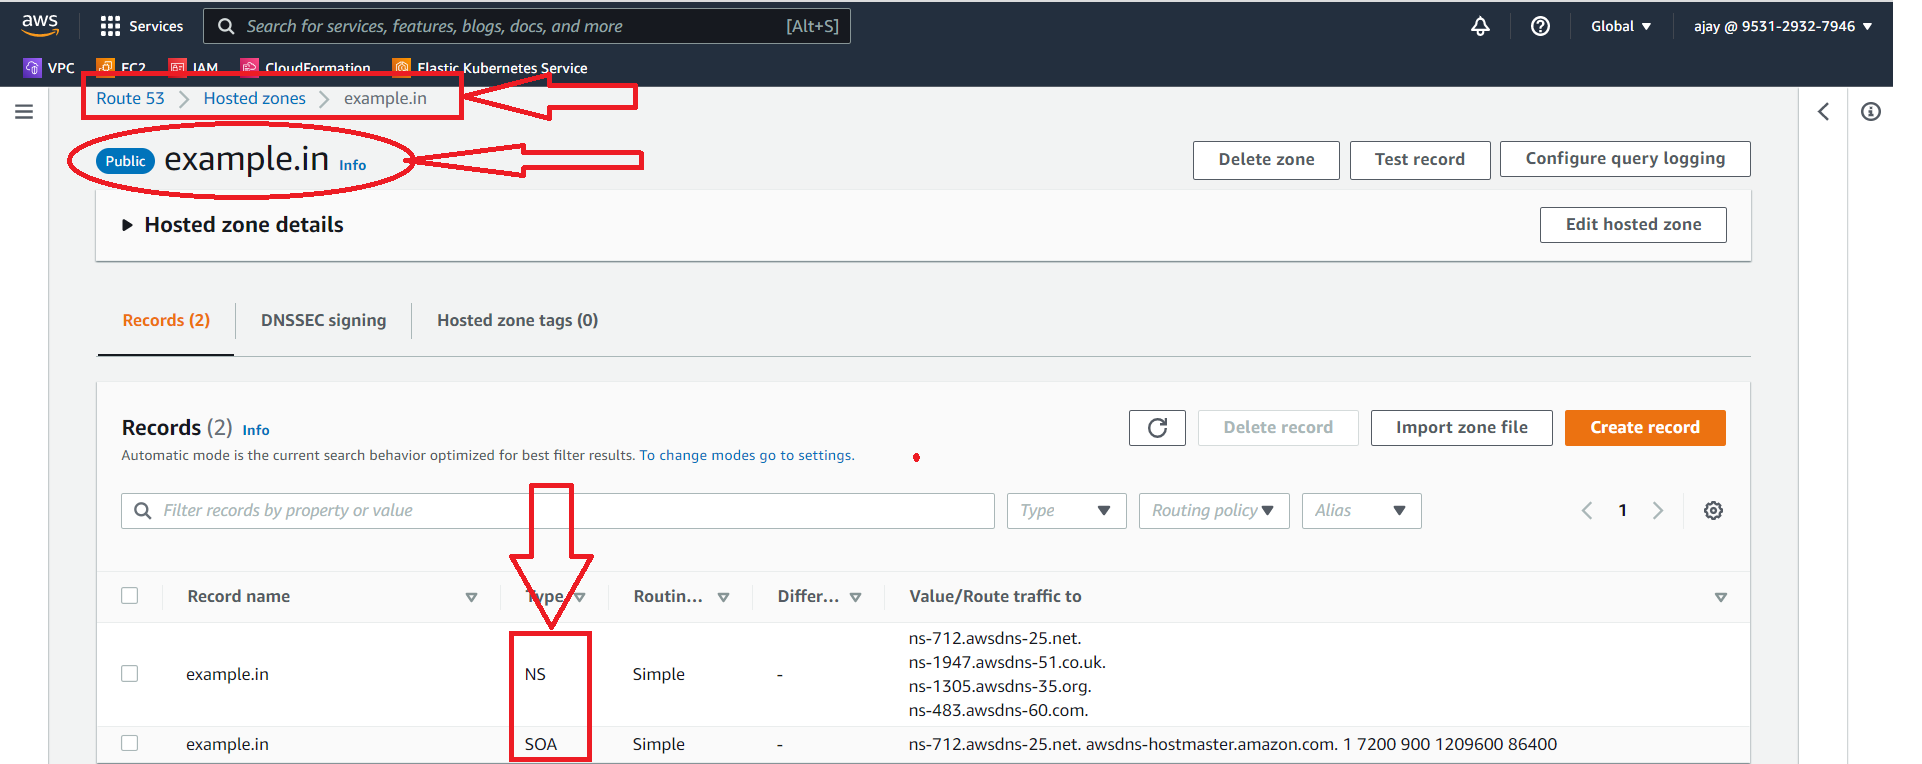 aws Services Search for services, features, blogs, docs, and more [Alt+S] Global ajay @ 9531-2932-7946
VPC EC2 IAM CloudFormation Elastic Kubernetes Service
Route 53 Hosted zones example.in
Public example.in Info Delete zone Test record Configure query logging
Hosted zone details Edit hosted zone
Records (2) DNSSEC signing Hosted zone tags (0)
Records (2) Info Delete record Import zone file Create record
Automatic mode is the current search behavior optimized for best filter results. To change modes go to settings.
Filter records by property or value Type Routing policy Alias 1
Record name Type Routin... Differ... Value/Route traffic to
ns-712.awsdns-25.net.
ns-1947.awsdns-51.co.uk.
example.in NS Simple -
ns-1305.awsdns-35.org.
ns-483.awsdns-60.com.
example.in SOA Simple - ns-712.awsdns-25.net. awsdns-hostmaster.amazon.com. 1 7200 900 1209600 86400